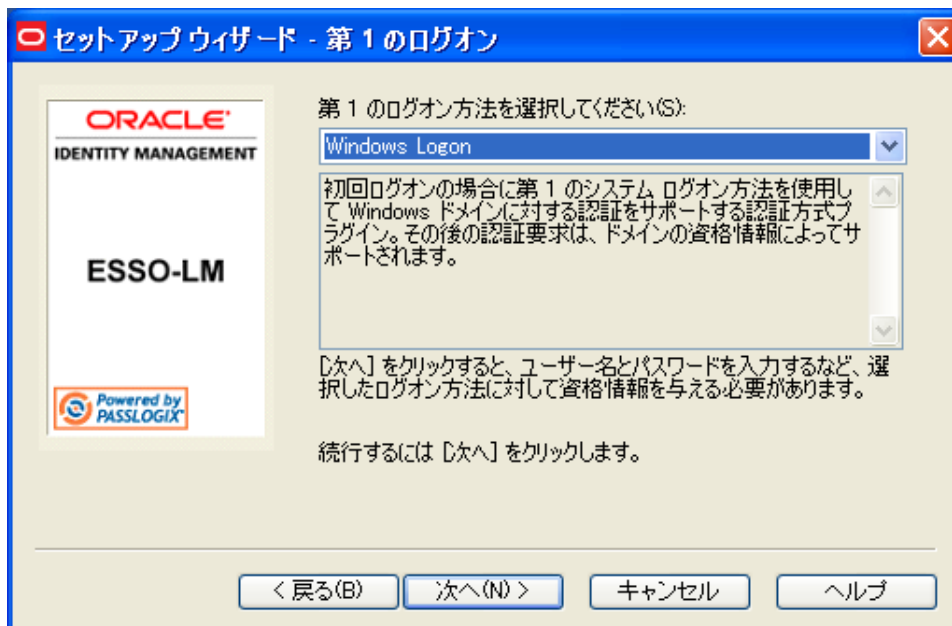 セットアップ ウィザード - 第 1 のログオン
ORACLE
IDENTITY MANAGEMENT
ESSO-LM
Powered by
PASSLOGIX
第 1 のログオン方法を選択してください(S):
Windows Logon
初回ログオンの場合に第 1 のシステム ログオン方法を使用し
て Windows ドメインに対する認証をサポートする認証方式プ
ラグイン。その後の認証要求は、ドメインの資格情報によってサ
ポートされます。
[次へ] をクリックすると、ユーザー名とパスワードを入力するなど、選
択したログオン方法に対して資格情報を与える必要があります。
続行するには [次へ] をクリックします。
< 戻る(B)
次へ(N) >
キャンセル
ヘルプ